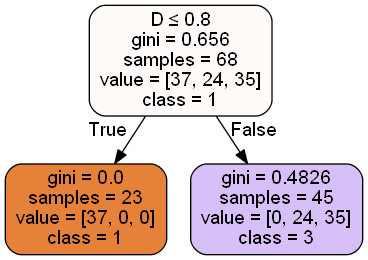 D ≤ 0.8
gini = 0.656
samples = 68
value = [37, 24, 35]
class = 1
True
False
gini = 0.0
samples = 23
value = [37, 0, 0]
class = 1
gini = 0.4826
samples = 45
value = [0, 24, 35]
class = 3